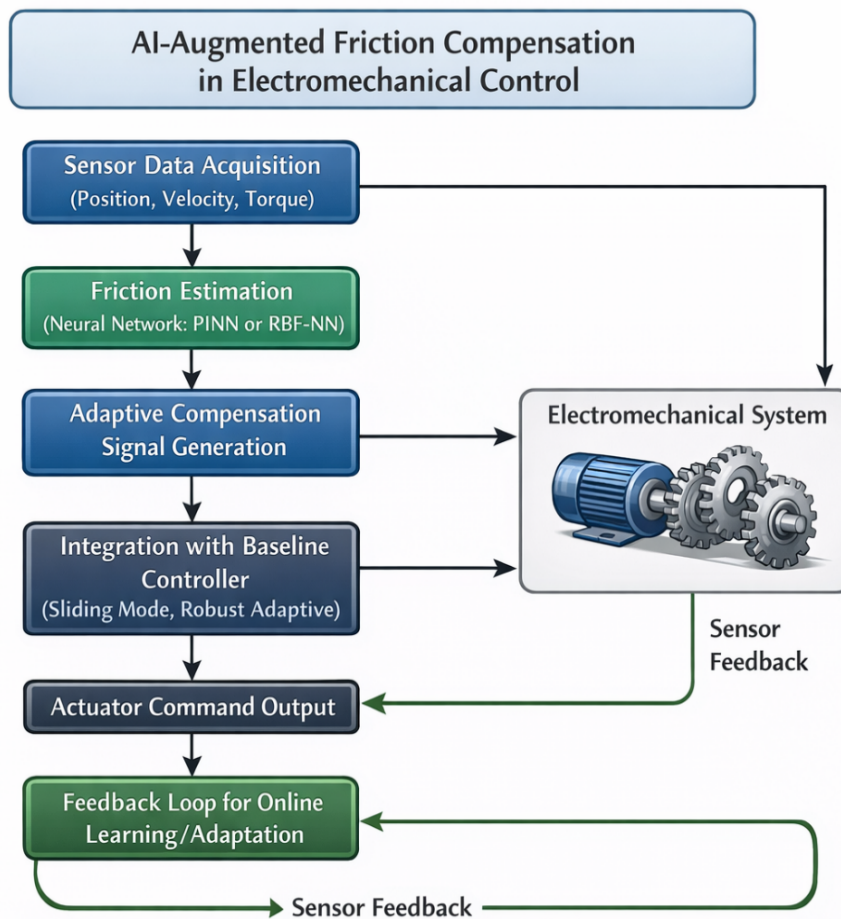 AI-Augmented Friction Compensation
in Electromechanical Control
Sensor Data Acquisition
(Position, Velocity, Torque)
Friction Estimation
(Neural Network: PINN or RBF-NN)
Adaptive Compensation
Signal Generation
Electromechanical System
Integration with Baseline
Controller
(Sliding Mode, Robust Adaptive)
Sensor
Feedback
Actuator Command Output
Feedback Loop for Online
Learning/Adaptation
Sensor Feedback